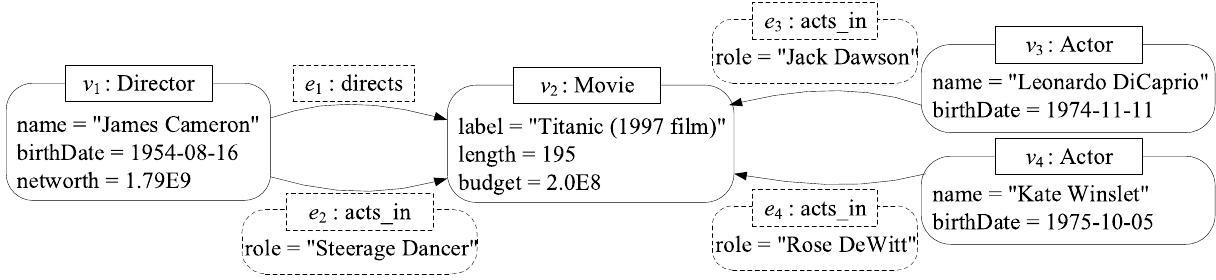 v1 : Director
name = "James Cameron"
birthDate = 1954-08-16
networth = 1.79E9
e1 : directs
e2 : acts_in
role = "Steerage Dancer"
v2 : Movie
label = "Titanic (1997 film)"
length = 195
budget = 2.0E8
e3 : acts_in
role = "Jack Dawson"
v3 : Actor
name = "Leonardo DiCaprio"
birthDate = 1974-11-11
e4 : acts_in
role = "Rose DeWitt"
v4 : Actor
name = "Kate Winslet"
birthDate = 1975-10-05